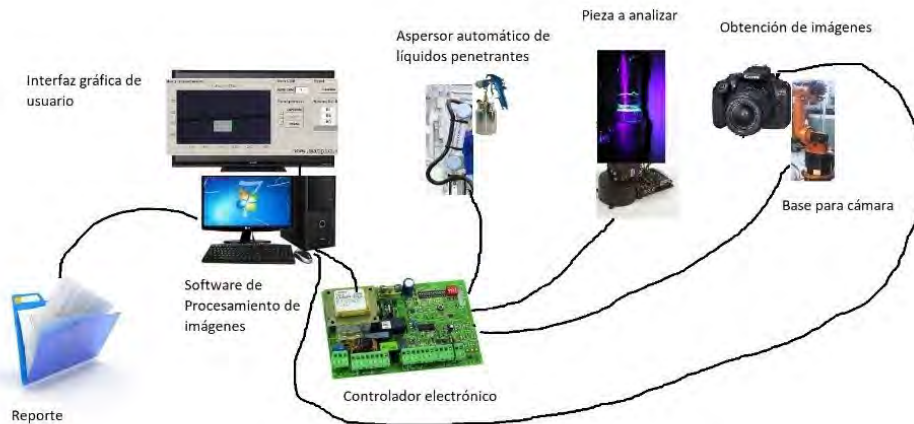 Interfaz gráfica de
usuario
Aspersor automático de
líquidos penetrantes
Pieza a analizar
Obtención de imágenes
Base para cámara
Software de
Procesamiento de
imágenes
Controlador electrónico
Reporte